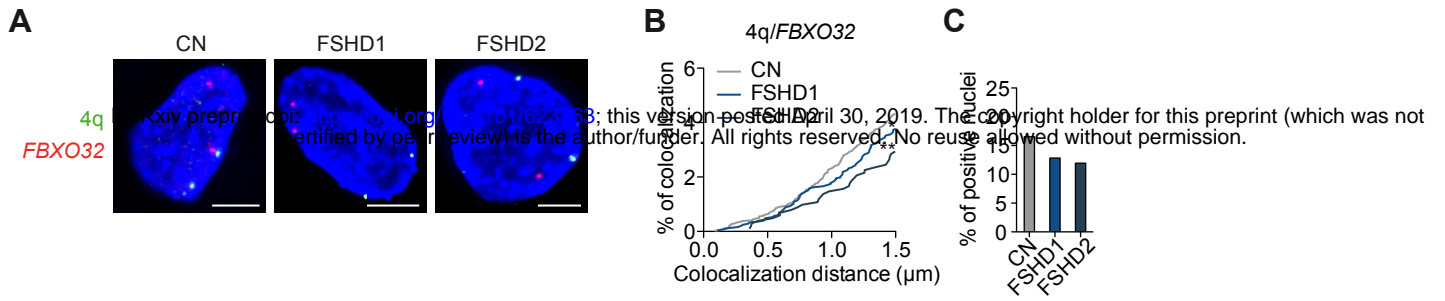 A
B
C
CN
FSHD1
FSHD2
4q
FBXO32
4q/FBXO32
% of colocalization
6
4
2
0
CN
FSHD1
FSHD2
*
**
0.0
0.5
1.0
1.5
Colocalization distance (µm)
% of positive nuclei
25
20
15
10
5
0
CN
FSHD1
FSHD2
preprint doi: ; this version posted April 30, 2019. The copyright holder for this preprint (which was not
certified by peer review) is the author/funder. All rights reserved. No reuse allowed without permission.